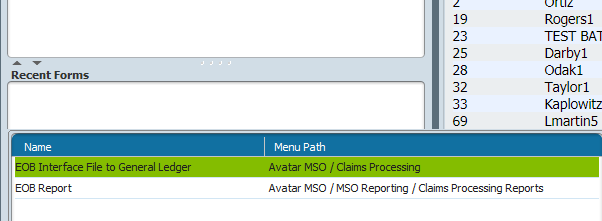 2 Ortiz
19 Rogers1
23 TEST BAT
25 Darby1
28 Odak1
32 Taylor1
33 Kaplowitz
69 Lmartin5
Recent Forms
Name Menu Path
EOB Interface File to General Ledger Avatar MSO / Claims Processing
EOB Report Avatar MSO / MSO Reporting / Claims Processing Reports